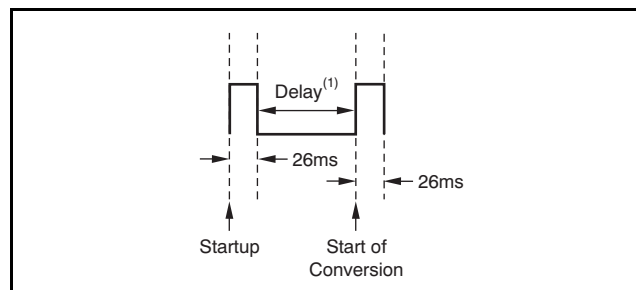 Delay(1)
26ms
26ms
Startup
Start of
Conversion